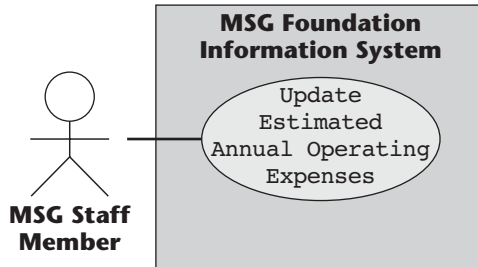 MSG Foundation
Information System
Update
Estimated
Annual Operating
Expenses
MSG Staff
Member